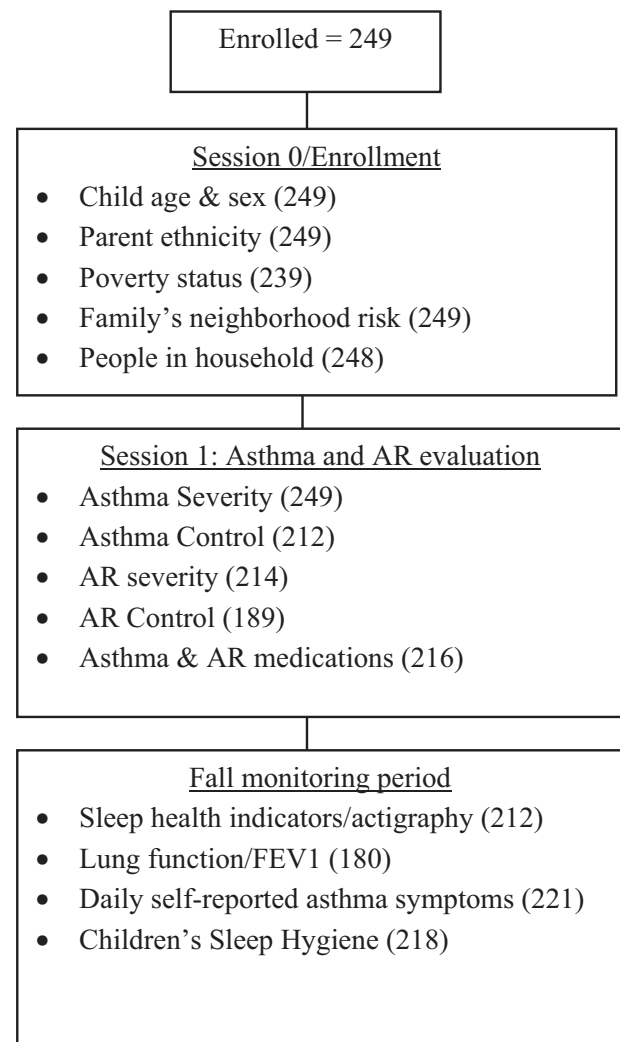 Enrolled = 249
Session 0/Enrollment
• Child age & sex (249)
• Parent ethnicity (249)
• Poverty status (239)
• Family’s neighborhood risk (249)
• People in household (248)
Session 1: Asthma and AR evaluation
• Asthma Severity (249)
• Asthma Control (212)
• AR severity (214)
• AR Control (189)
• Asthma & AR medications (216)
Fall monitoring period
• Sleep health indicators/actigraphy (212)
• Lung function/FEV1 (180)
• Daily self-reported asthma symptoms (221)
• Children’s Sleep Hygiene (218)